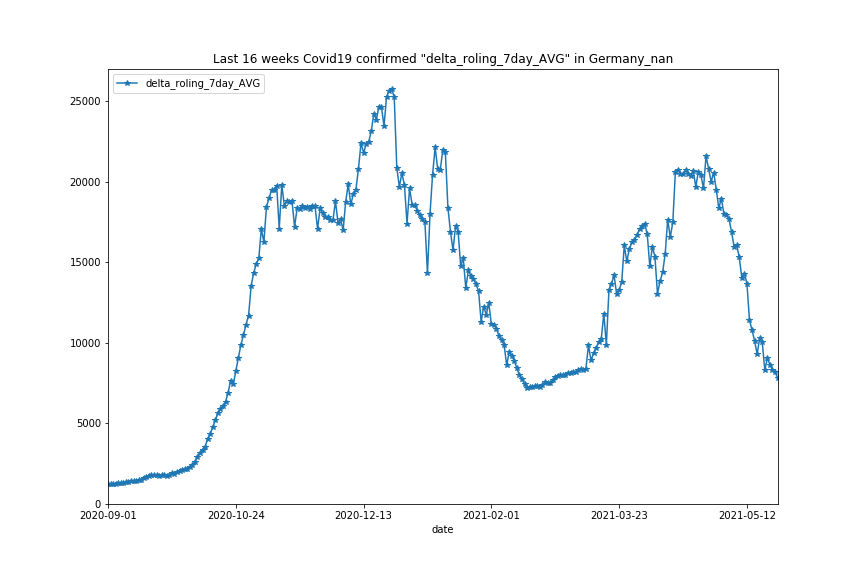 Last 16 weeks Covid19 confirmed "delta_roling_7day_AVG" in Germany_nan
delta_roling_7day_AVG
25000
20000
15000
10000
5000
0
2020-09-01 2020-10-24 2020-12-13 2021-02-01 2021-03-23 2021-05-12
date